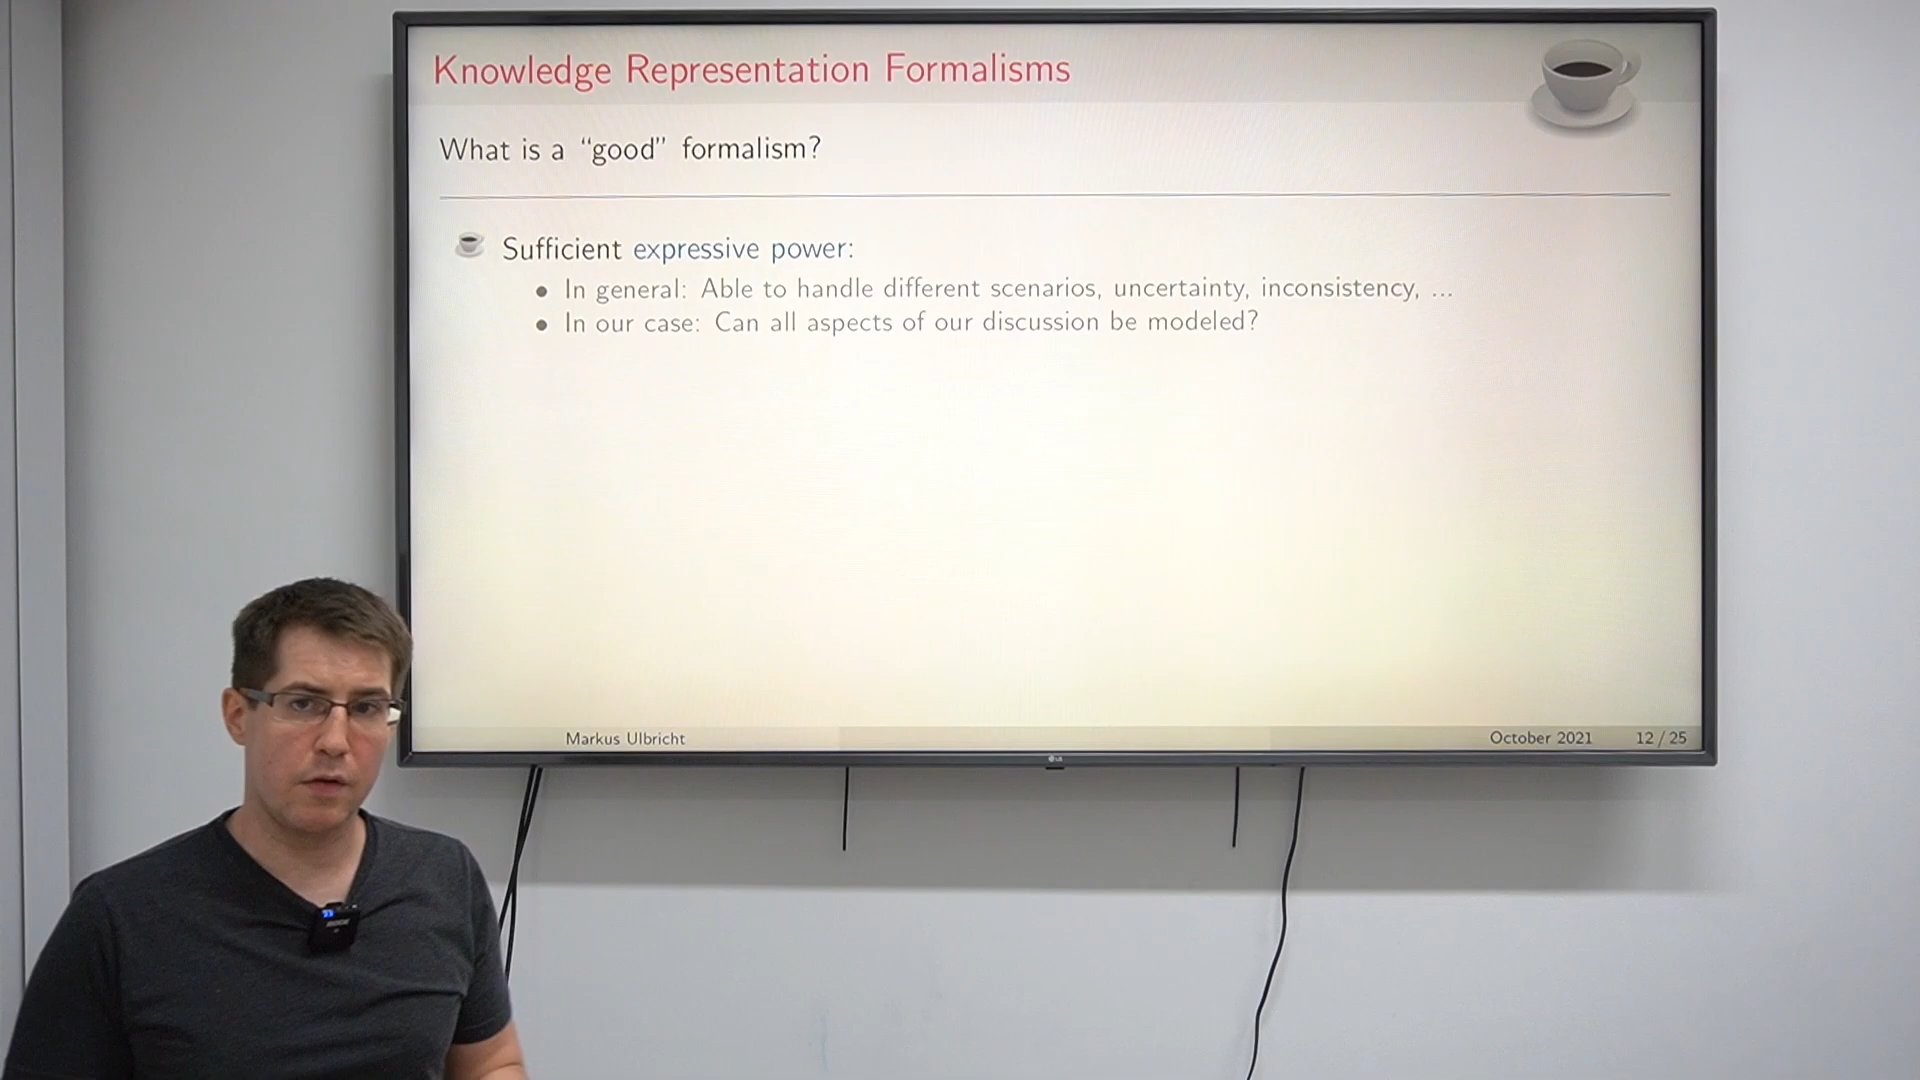 Knowledge Representation Formalisms
What is a “good” formalism?
Sufficient expressive power:
• In general: Able to handle different scenarios, uncertainty, inconsistency, ...
• In our case: Can all aspects of our discussion be modeled?
Markus Ulbricht October 2021 12 / 25
LG